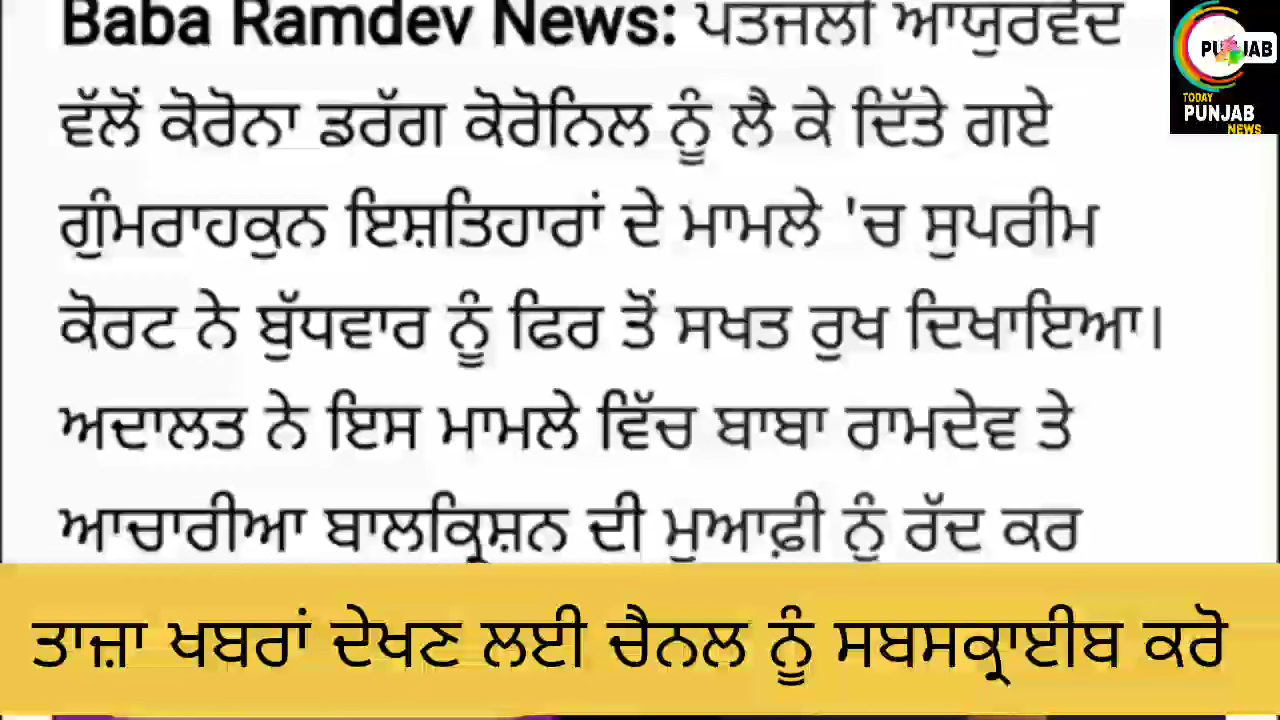 Baba Ramdev News: ਪਤੰਜਲੀ ਆਯੁਰਵੇਦ
ਵੱਲੋਂ ਕੋਰੋਨਾ ਡਰੱਗ ਕੋਰੋਨਿਲ ਨੂੰ ਲੈ ਕੇ ਦਿੱਤੇ ਗਏ
ਗੁੰਮਰਾਹਕੁਨ ਇਸ਼ਤਿਹਾਰਾਂ ਦੇ ਮਾਮਲੇ 'ਚ ਸੁਪਰੀਮ
ਕੋਰਟ ਨੇ ਬੁੱਧਵਾਰ ਨੂੰ ਫਿਰ ਤੋਂ ਸਖਤ ਰੁਖ ਦਿਖਾਇਆ।
ਅਦਾਲਤ ਨੇ ਇਸ ਮਾਮਲੇ ਵਿੱਚ ਬਾਬਾ ਰਾਮਦੇਵ ਤੇ
ਆਚਾਰੀਆ ਬਾਲਕ੍ਰਿਸ਼ਨ ਦੀ ਮੁਆਫ਼ੀ ਨੂੰ ਰੱਦ ਕਰ
ਤਾਜ਼ਾ ਖਬਰਾਂ ਦੇਖਣ ਲਈ ਚੈਨਲ ਨੂੰ ਸਬਸਕ੍ਰਾਈਬ ਕਰੋ
PUNJAB
TODAY
PUNJAB
NEWS